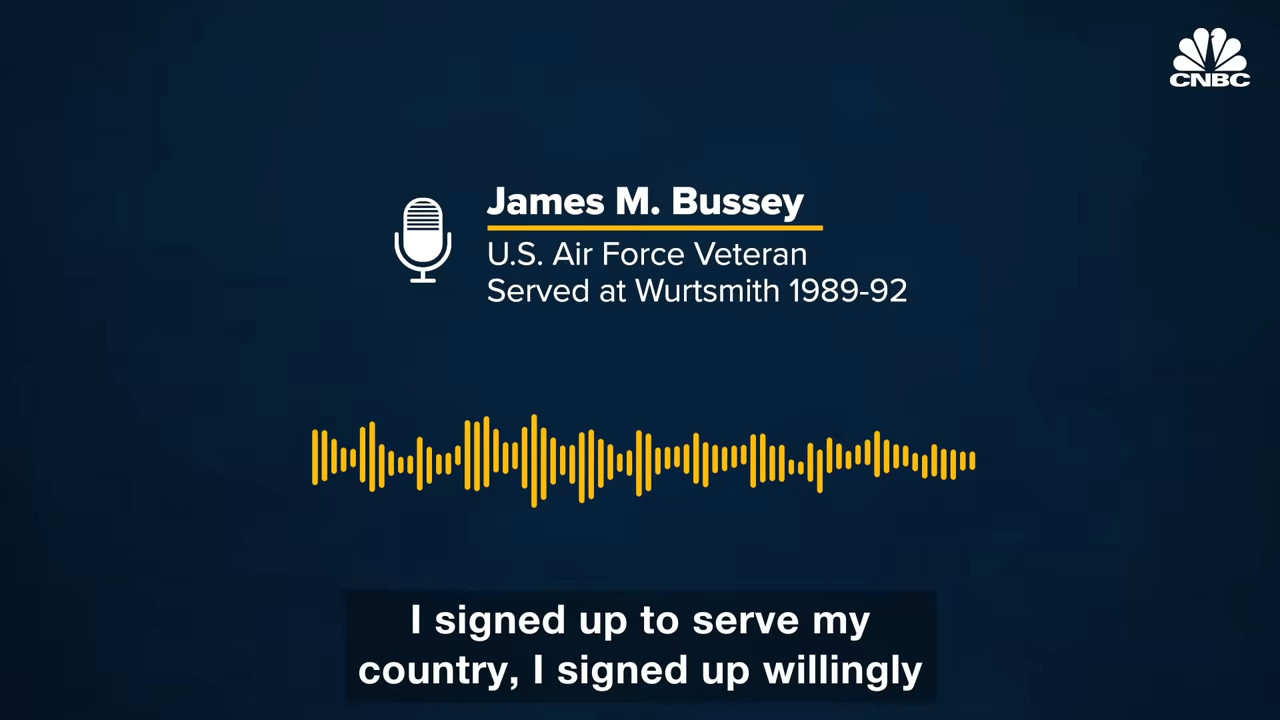 CNBC
James M. Bussey
U.S. Air Force Veteran
Served at Wurtsmith 1989-92
I signed up to serve my
country, I signed up willingly